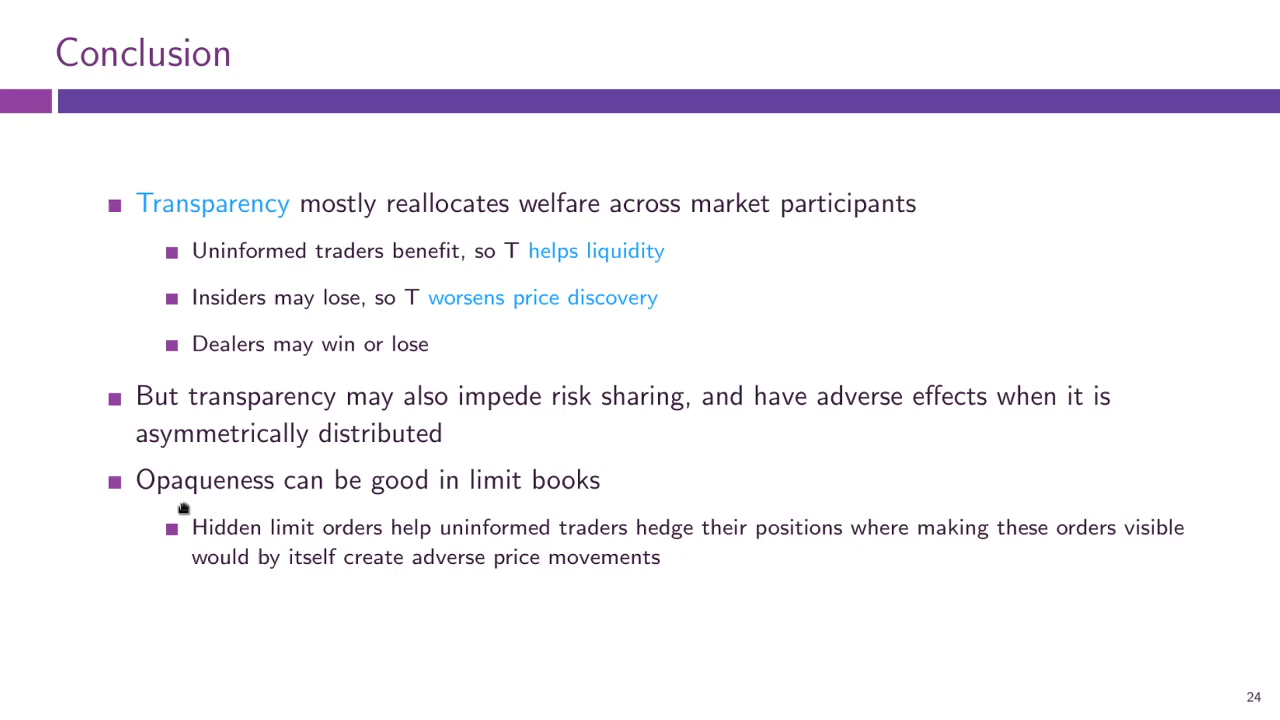 Conclusion
Transparency mostly reallocates welfare across market participants
Uninformed traders benefit, so T helps liquidity
Insiders may lose, so T worsens price discovery
Dealers may win or lose
But transparency may also impede risk sharing, and have adverse effects when it is
asymmetrically distributed
Opaqueness can be good in limit books
Hidden limit orders help uninformed traders hedge their positions where making these orders visible
would by itself create adverse price movements
24